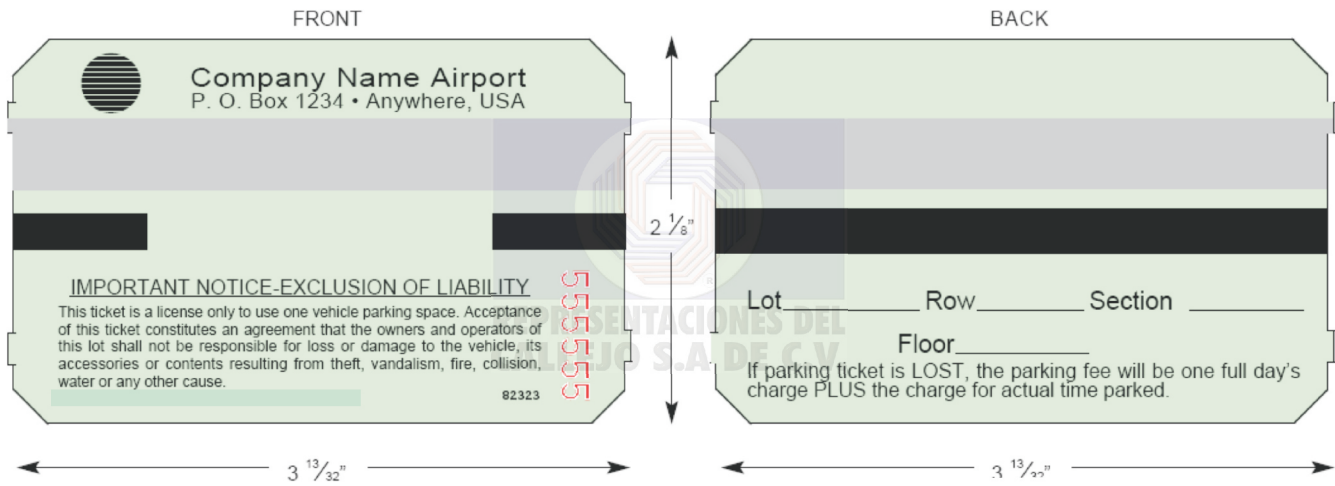 FRONT
BACK
Company Name Airport
P. O. Box 1234 • Anywhere, USA
2 1/8"
IMPORTANT NOTICE-EXCLUSION OF LIABILITY
This ticket is a license only to use one vehicle parking space. Acceptance
of this ticket constitutes an agreement that the owners and operators of
this lot shall not be responsible for loss or damage to the vehicle, its
accessories or contents resulting from theft, vandalism, fire, collision,
water or any other cause.
82323
555555
Lot Row Section
Floor
If parking ticket is LOST, the parking fee will be one full day's
charge PLUS the charge for actual time parked.
REPRESENTACIONES DEL
VALLEJO S.A DE C.V.
3 13/32"
3 13/32"